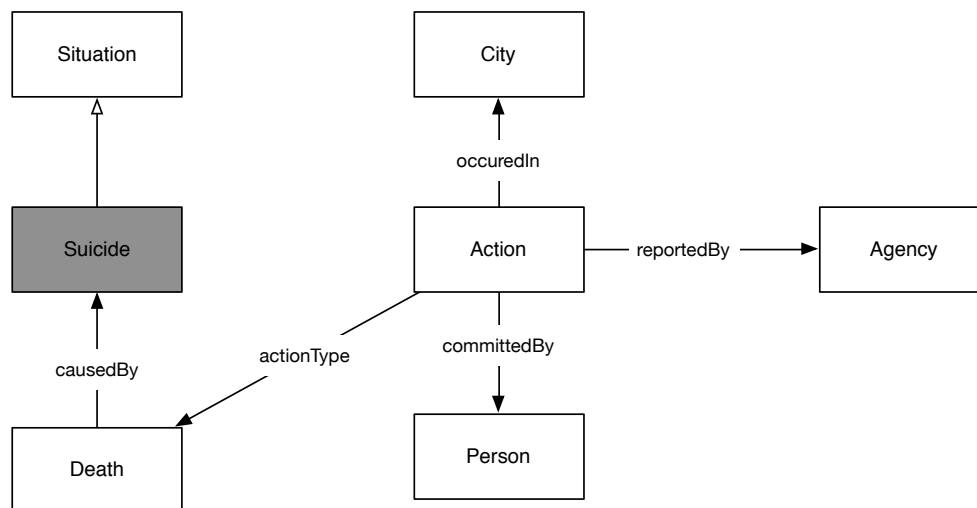 Situation
City
occuredIn
Suicide
Action
reportedBy
Agency
actionType
committedBy
causedBy
Death
Person